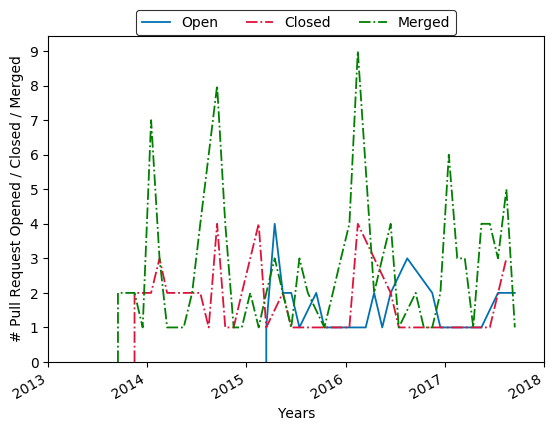 Open Closed Merged
# Pull Request Opened / Closed / Merged
9
8
7
6
5
4
3
2
1
0
2013 2014 2015 2016 2017 2018
Years